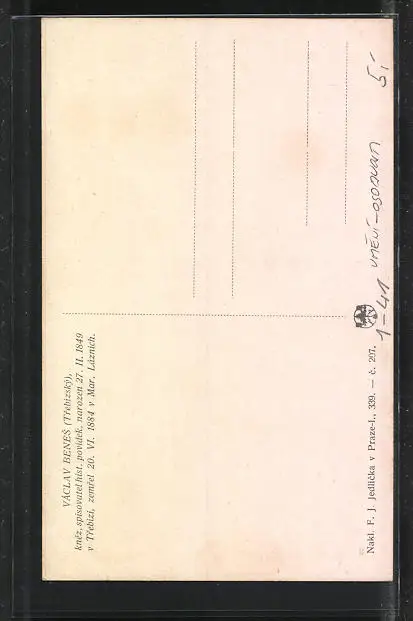 VÁCLAV BENEŠ (Třebízský),
kněz, spisovatel hist. povídek, narozen 27. II. 1849
v Třebízi, zemřel 20. VI. 1884 v Mar. Lázních.
Nakl. F. J. Jedlička v Praze-I., 339. — č. 297.
1-41 UMĚNÍ-OSOBNOSTI
5,-